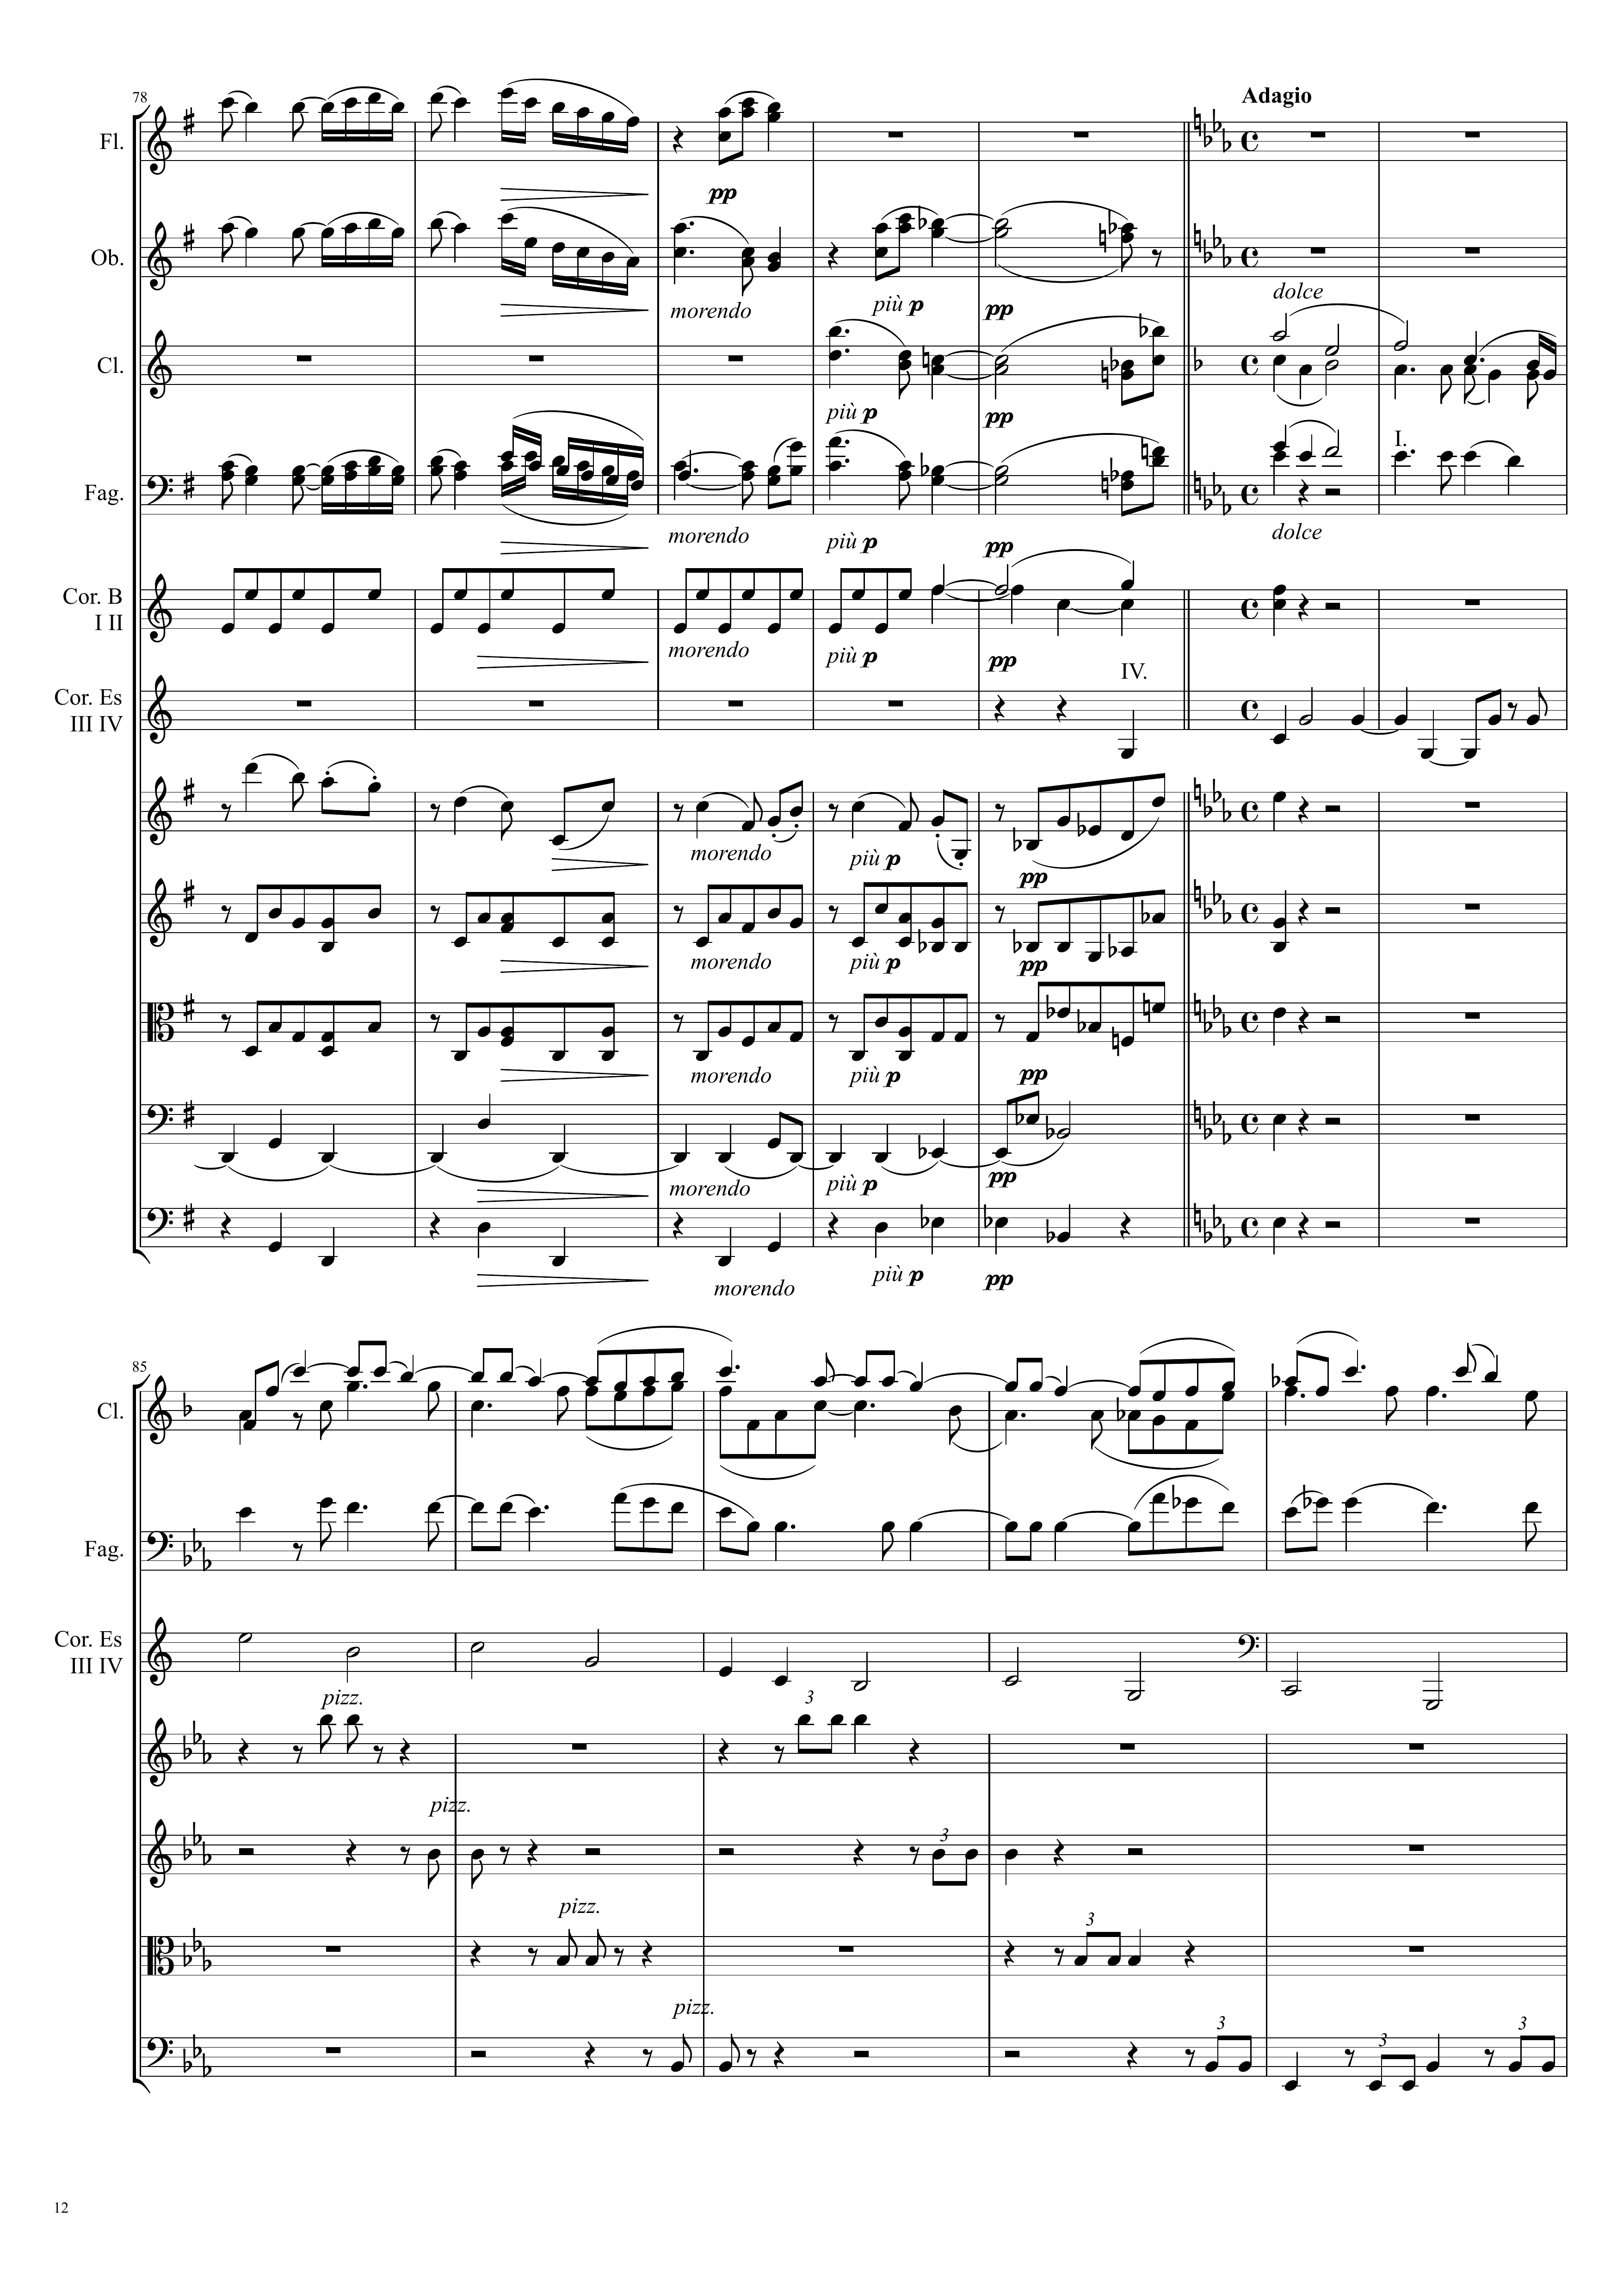 Adagio
78
Fl.
pp
Ob.
morendo
più p
pp
dolce
Cl.
più p
pp
I.
Fag.
morendo
più p
pp
dolce
Cor. B
I II
morendo
più p
pp
IV.
Cor. Es
III IV
morendo
più p
pp
morendo
più p
pp
morendo
più p
pp
morendo
più p
pp
morendo
più p
pp
85
Cl.
Fag.
Cor. Es
III IV
pizz.
3
pizz.
3
pizz.
3
pizz.
3
3
3
12